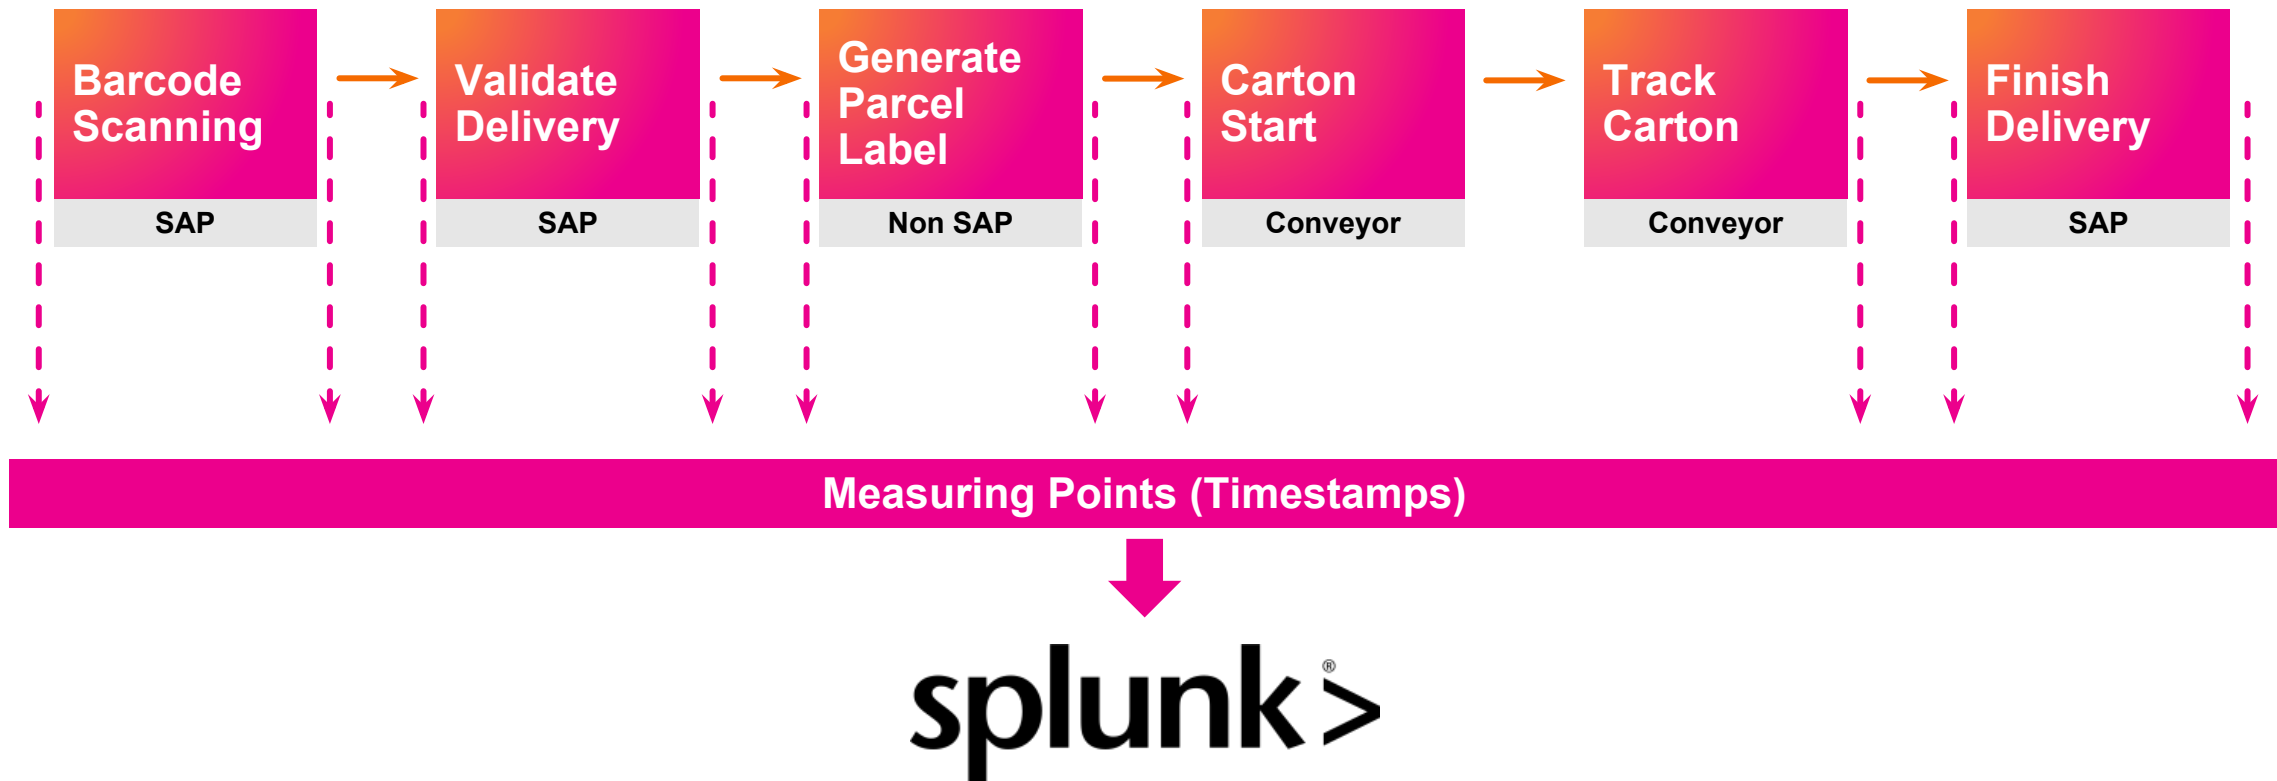 Barcode
Scanning
SAP
Validate
Delivery
SAP
Generate
Parcel
Label
Non SAP
Carton
Start
Conveyor
Track
Carton
Conveyor
Finish
Delivery
SAP
Measuring Points (Timestamps)
splunk>®